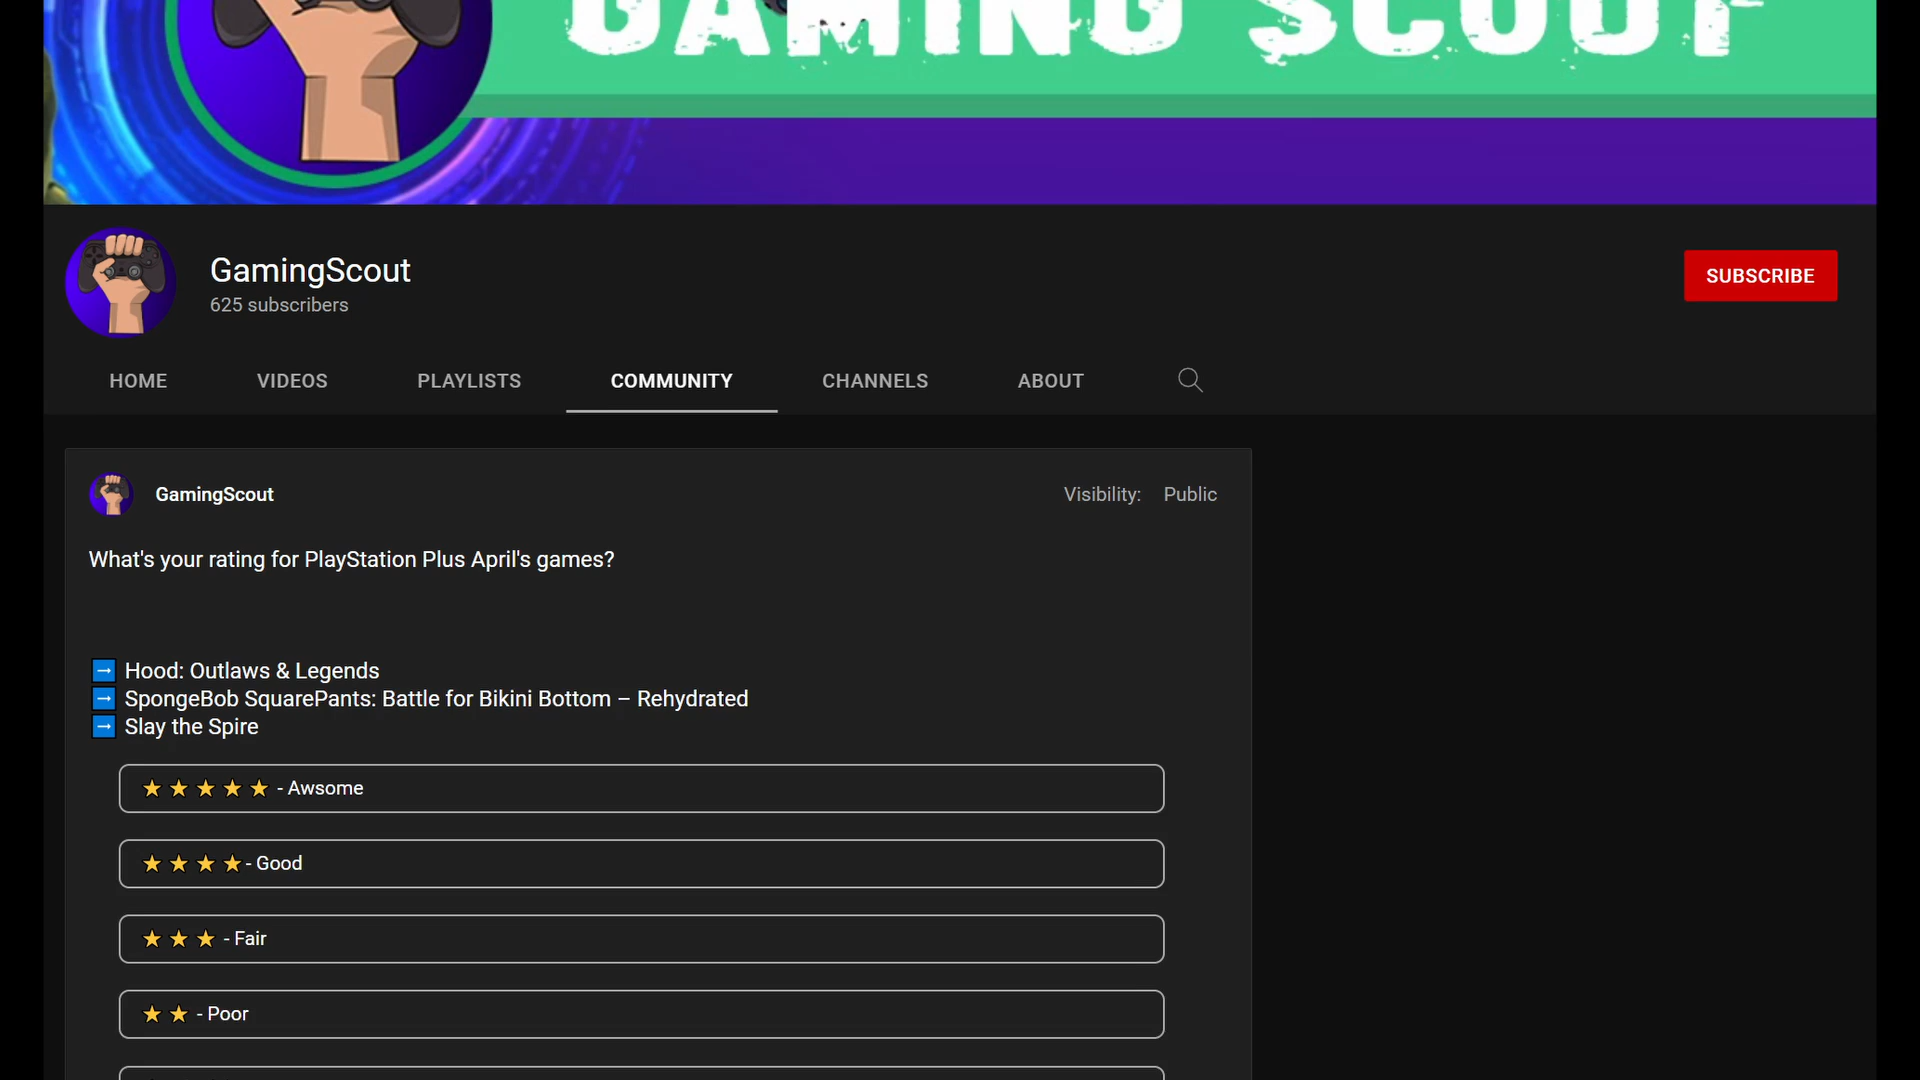 GAMING SCOUT
GamingScout
625 subscribers
SUBSCRIBE
HOME VIDEOS PLAYLISTS COMMUNITY CHANNELS ABOUT
GamingScout Visibility: Public
What's your rating for PlayStation Plus April's games?
➡ Hood: Outlaws & Legends
➡ SpongeBob SquarePants: Battle for Bikini Bottom – Rehydrated
➡ Slay the Spire
★ ★ ★ ★ ★ - Awsome
★ ★ ★ ★ - Good
★ ★ ★ - Fair
★ ★ - Poor